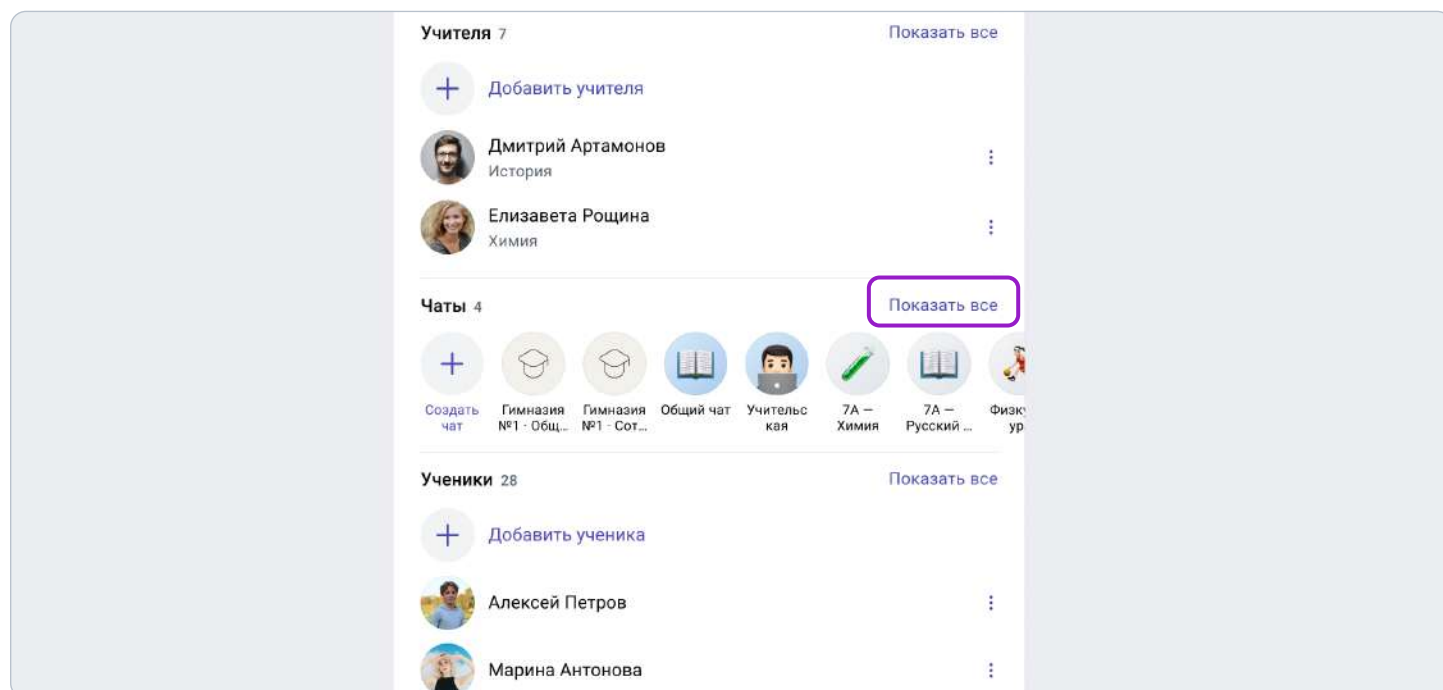 Учителя 7
Показать все
Добавить учителя
Дмитрий Артамонов
История
Елизавета Рощина
Химия
Чаты 4
Показать все
Создать чат
Гимназия №1 - Общ...
Гимназия №1 - Сот...
Общий чат
Учительс кая
7А — Химия
7А — Русский ...
Физк
ур
Ученики 28
Показать все
Добавить ученика
Алексей Петров
Марина Антонова